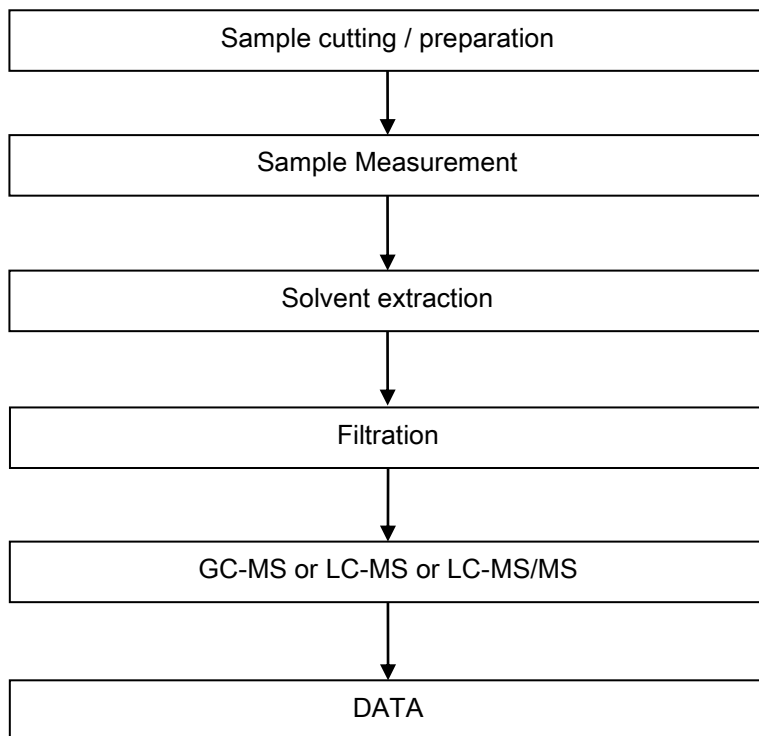 Sample cutting / preparation
Sample Measurement
Solvent extraction
Filtration
GC-MS or LC-MS or LC-MS/MS
DATA